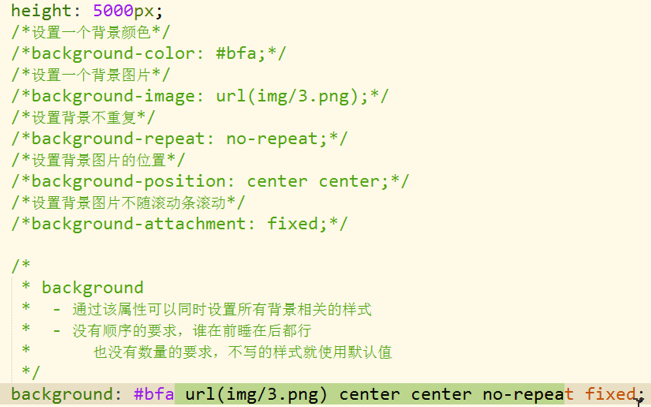 height: 5000px;
/*设置一个背景颜色*/
/*background-color: #bfa;*/
/*设置一个背景图片*/
/*background-image: url(img/3.png);*/
/*设置背景不重复*/
/*background-repeat: no-repeat;*/
/*设置背景图片的位置*/
/*background-position: center center;*/
/*设置背景图片不随滚动条滚动*/
/*background-attachment: fixed;*/
/*
* background
* - 通过该属性可以同时设置所有背景相关的样式
* - 没有顺序的要求，谁在前睡在后都行
* 也没有数量的要求，不写的样式就使用默认值
*/
background: #bfa url(img/3.png) center center no-repeat fixed;